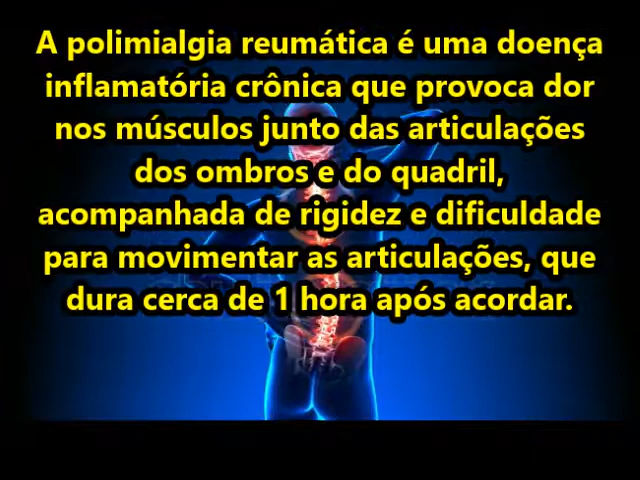 A polimialgia reumática é uma doença
inflamatória crônica que provoca dor
nos músculos junto das articulações
dos ombros e do quadril,
acompanhada de rigidez e dificuldade
para movimentar as articulações, que
dura cerca de 1 hora após acordar.